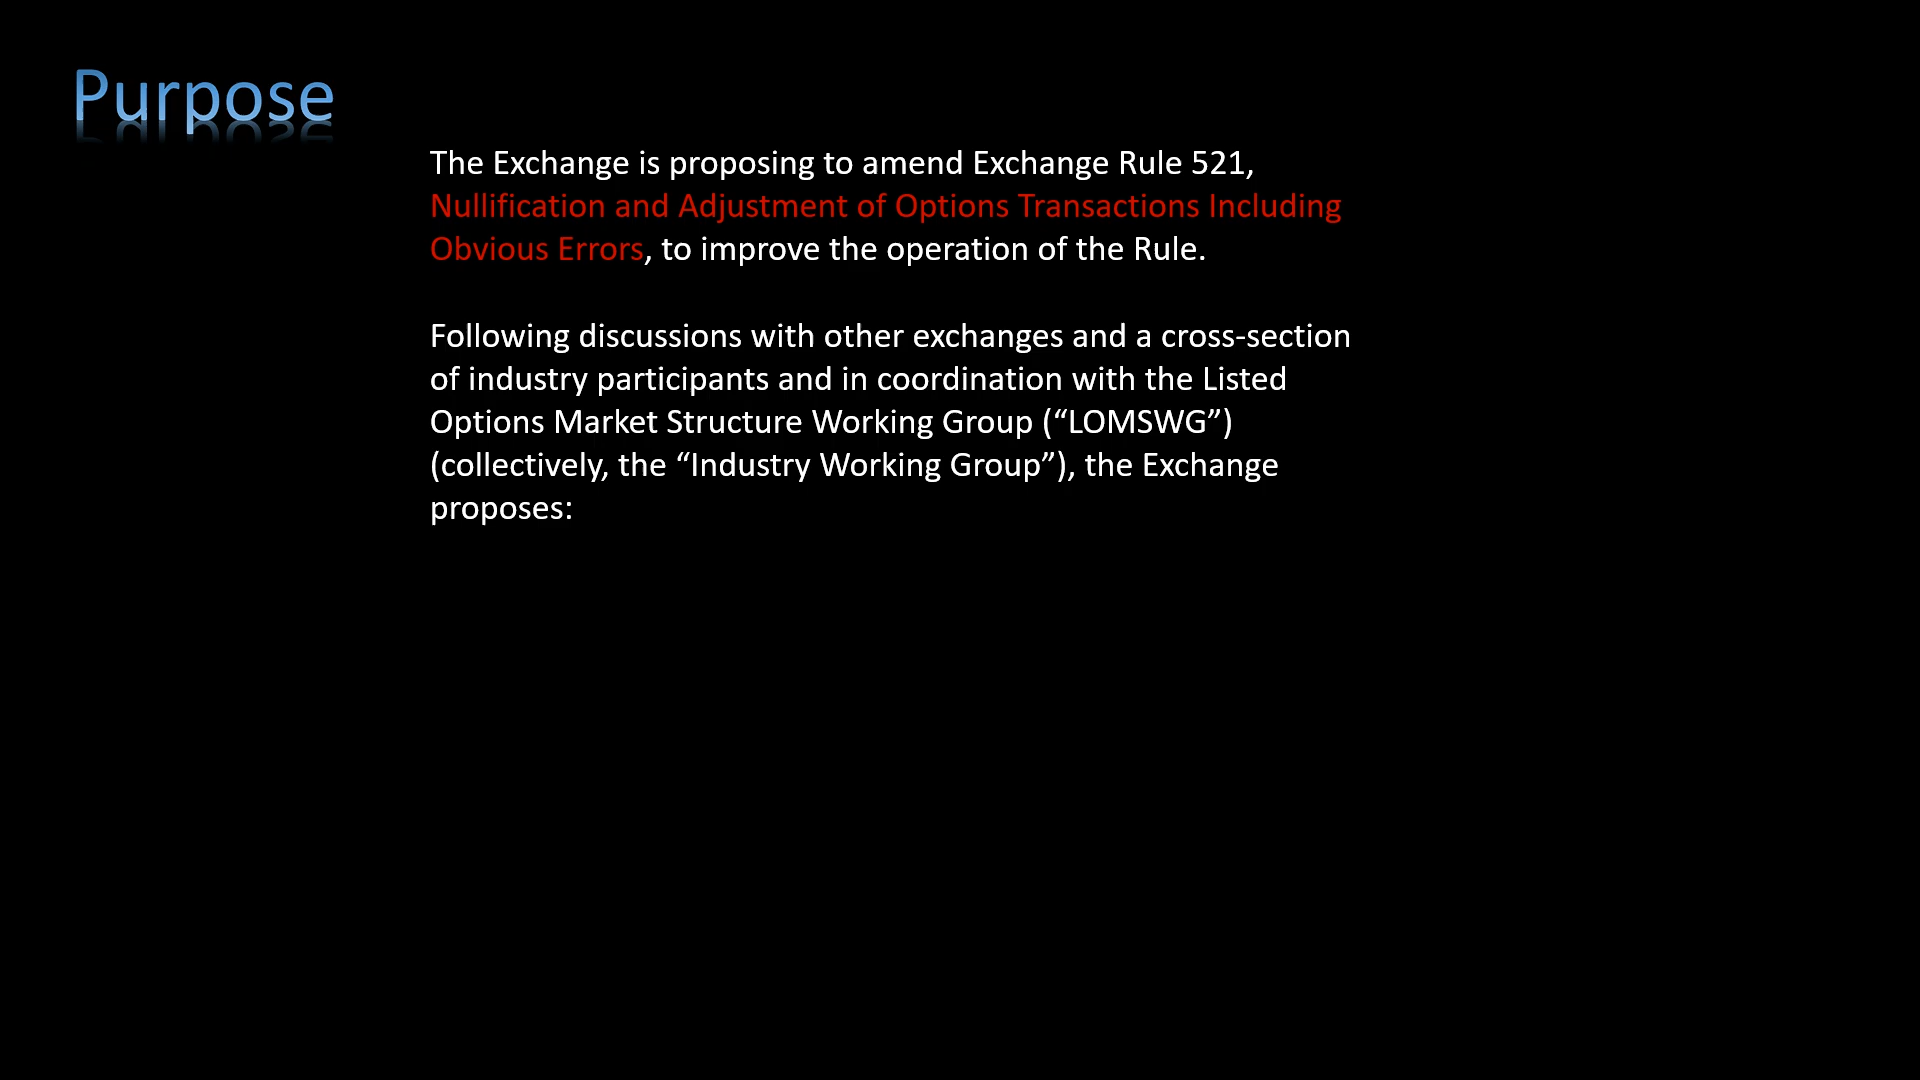 Purpose
The Exchange is proposing to amend Exchange Rule 521,
Nullification and Adjustment of Options Transactions Including
Obvious Errors, to improve the operation of the Rule.
Following discussions with other exchanges and a cross-section
of industry participants and in coordination with the Listed
Options Market Structure Working Group (“LOMSWG”)
(collectively, the “Industry Working Group”), the Exchange
proposes: